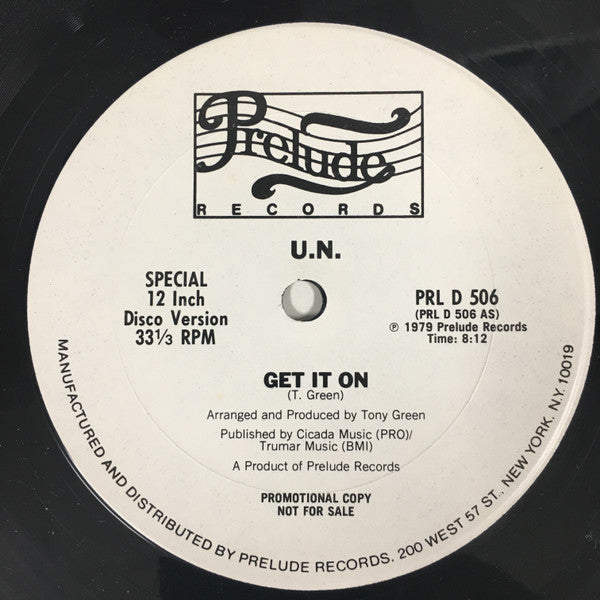 Prelude
RECORDS
U.N.
SPECIAL
12 Inch
Disco Version
33⅓ RPM
PRL D 506
(PRL D 506 AS)
℗ 1979 Prelude Records
Time: 8:12
GET IT ON
(T. Green)
Arranged and Produced by Tony Green
Published by Cicada Music (PRO)/
Trumar Music (BMI)
A Product of Prelude Records
PROMOTIONAL COPY
NOT FOR SALE
MANUFACTURED AND DISTRIBUTED BY PRELUDE RECORDS, 200 WEST 57 ST., NEW YORK, N.Y. 10019